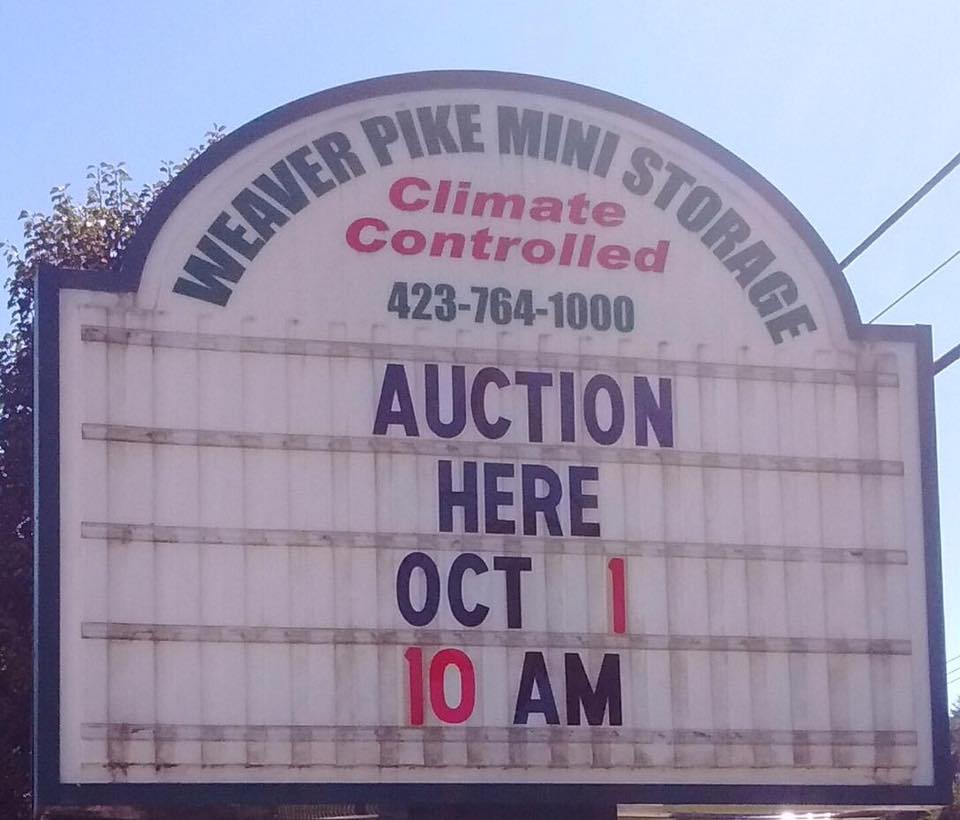 WEAVER PIKE MINI STORAGE
Climate
Controlled
423-764-1000
AUCTION
HERE
OCT 1
10 AM